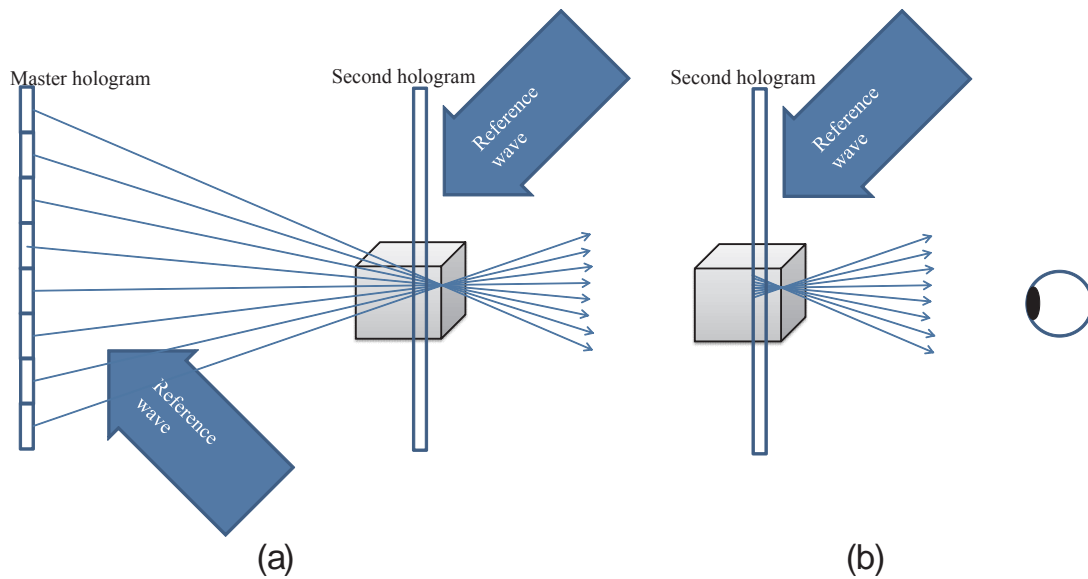 Master hologram
Second hologram
Reference
wave
Reference
wave
(a)
Second hologram
Reference
wave
(b)